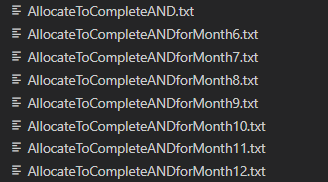 AllocateToCompleteAND.txt
AllocateToCompleteANDforMonth6.txt
AllocateToCompleteANDforMonth7.txt
AllocateToCompleteANDforMonth8.txt
AllocateToCompleteANDforMonth9.txt
AllocateToCompleteANDforMonth10.txt
AllocateToCompleteANDforMonth11.txt
AllocateToCompleteANDforMonth12.txt